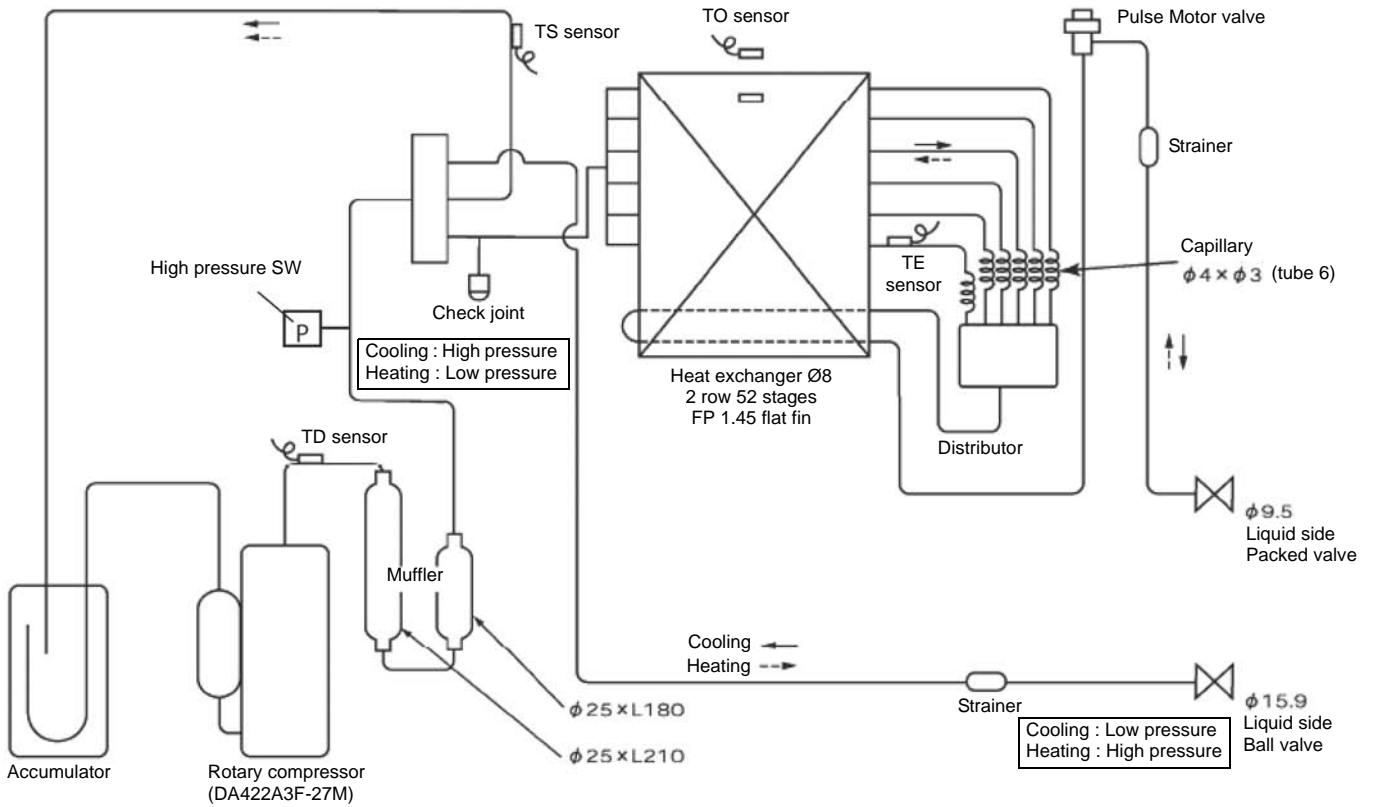 TO sensor
Pulse Motor valve
TS sensor
Strainer
High pressure SW
P
Check joint
Cooling : High pressure
Heating : Low pressure
TE
sensor
Capillary
ϕ4×ϕ3 (tube 6)
Heat exchanger Ø8
2 row 52 stages
FP 1.45 flat fin
Distributor
TD sensor
Muffler
ϕ9.5
Liquid side
Packed valve
Cooling
Heating
ϕ25×L180
ϕ25×L210
Strainer
Cooling : Low pressure
Heating : High pressure
ϕ15.9
Liquid side
Ball valve
Accumulator
Rotary compressor
(DA422A3F-27M)